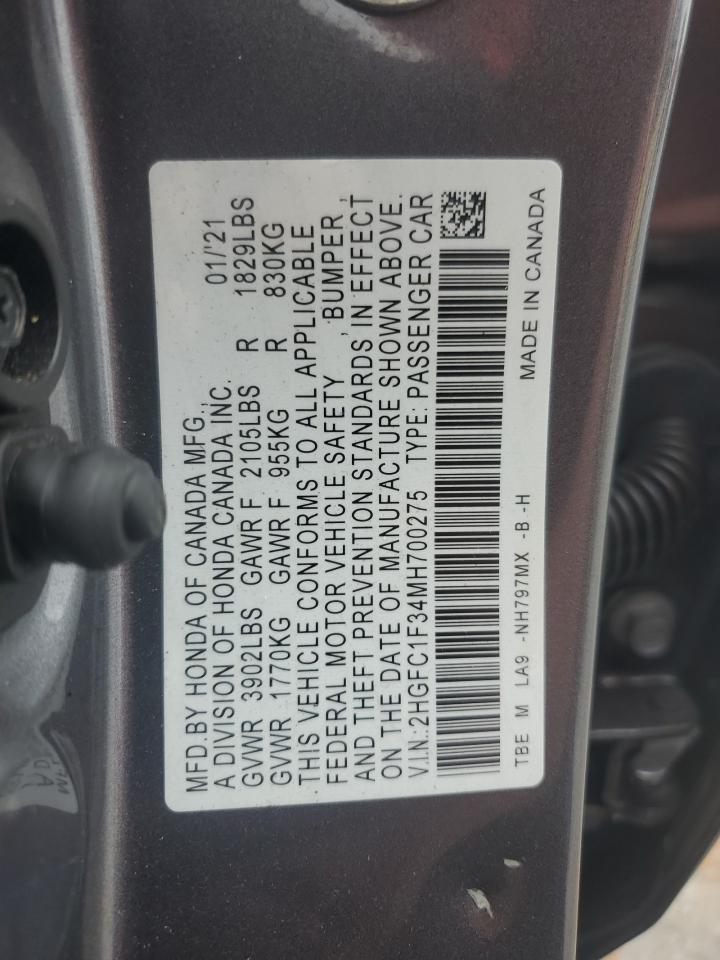 MFD.BY HONDA OF CANADA MFG., 01/'21
A DIVISION OF HONDA CANADA INC.
GVWR 3902LBS GAWR F 2105LBS R 1829LBS
GVWR 1770KG GAWR F 955KG R 830KG
THIS VEHICLE CONFORMS TO ALL APPLICABLE
FEDERAL MOTOR VEHICLE SAFETY , BUMPER ,
AND THEFT PREVENTION STANDARDS IN EFFECT
ON THE DATE OF MANUFACTURE SHOWN ABOVE.
V.I.N.:2HGFC1F34MH700275 TYPE: PASSENGER CAR
TBE M LA9 -NH797MX -B -H MADE IN CANADA